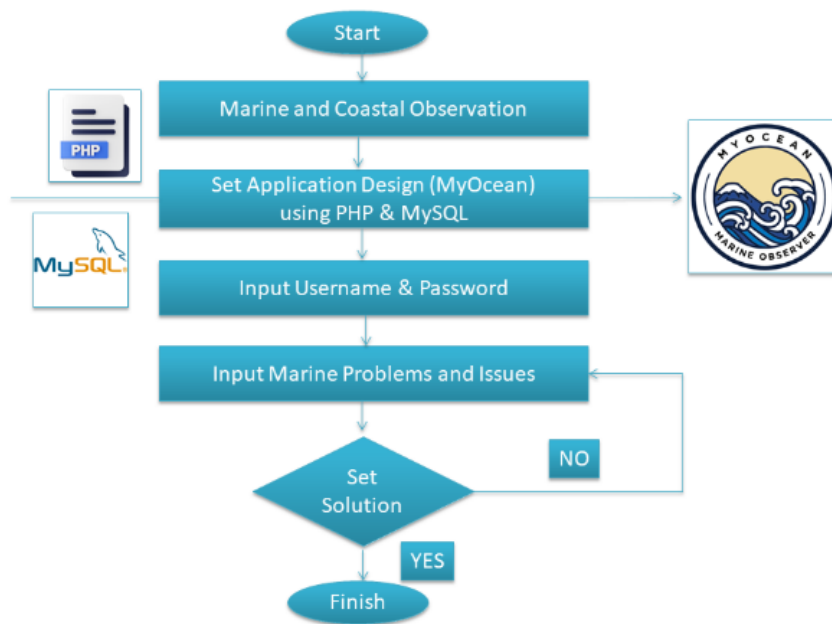 Start
Marine and Coastal Observation
PHP
Set Application Design (MyOcean)
using PHP & MySQL
MYOCEAN
MARINE OBSERVER
MySQL®
Input Username & Password
Input Marine Problems and Issues
Set
Solution
NO
YES
Finish